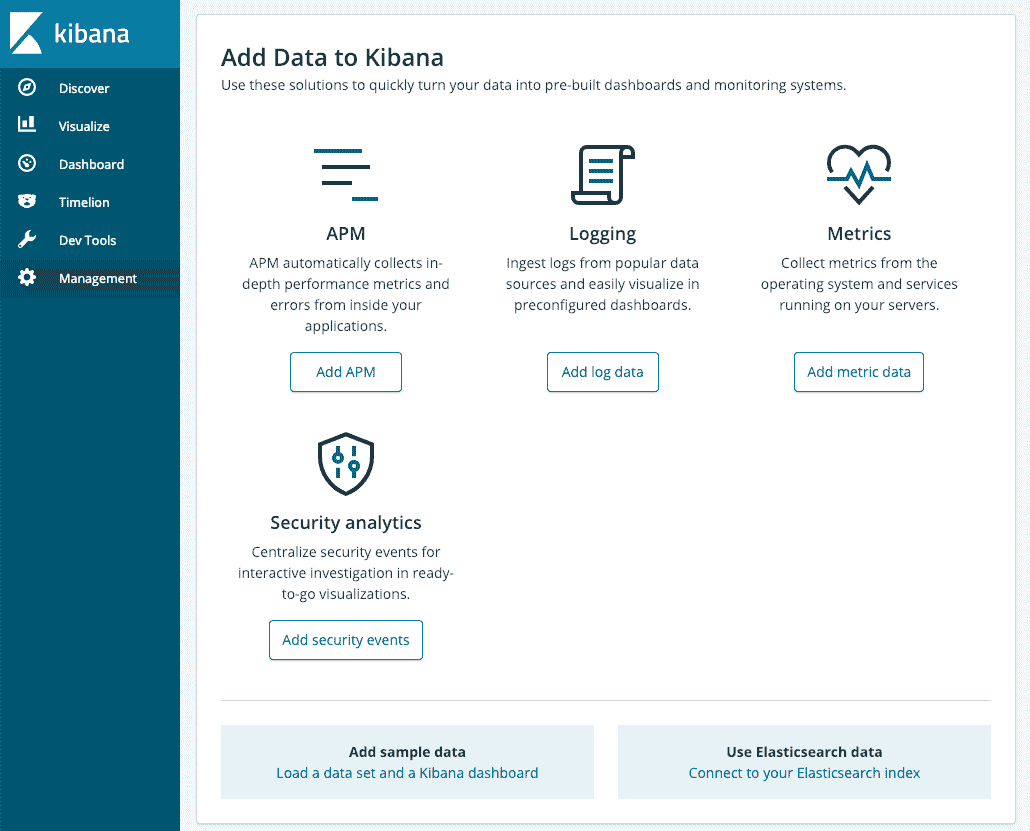 kibana
Discover
Visualize
Dashboard
Timelion
Dev Tools
Management
Add Data to Kibana
Use these solutions to quickly turn your data into pre-built dashboards and monitoring systems.
APM
APM automatically collects in-
depth performance metrics and
errors from inside your
applications.
Add APM
Logging
Ingest logs from popular data
sources and easily visualize in
preconfigured dashboards.
Add log data
Metrics
Collect metrics from the
operating system and services
running on your servers.
Add metric data
Security analytics
Centralize security events for
interactive investigation in ready-
to-go visualizations.
Add security events
Add sample data
Load a data set and a Kibana dashboard
Use Elasticsearch data
Connect to your Elasticsearch index